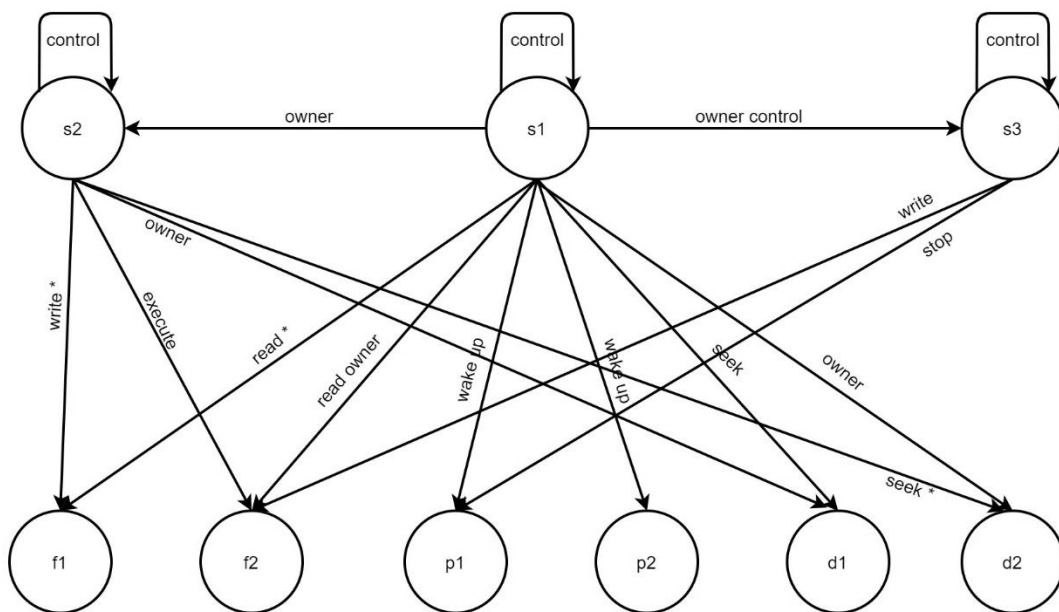 control
control
control
s2
owner
s1
owner control
s3
owner
write
stop
write *
execute
read *
read owner
wake up
wake up
seek
owner
seek *
f1
f2
p1
p2
d1
d2